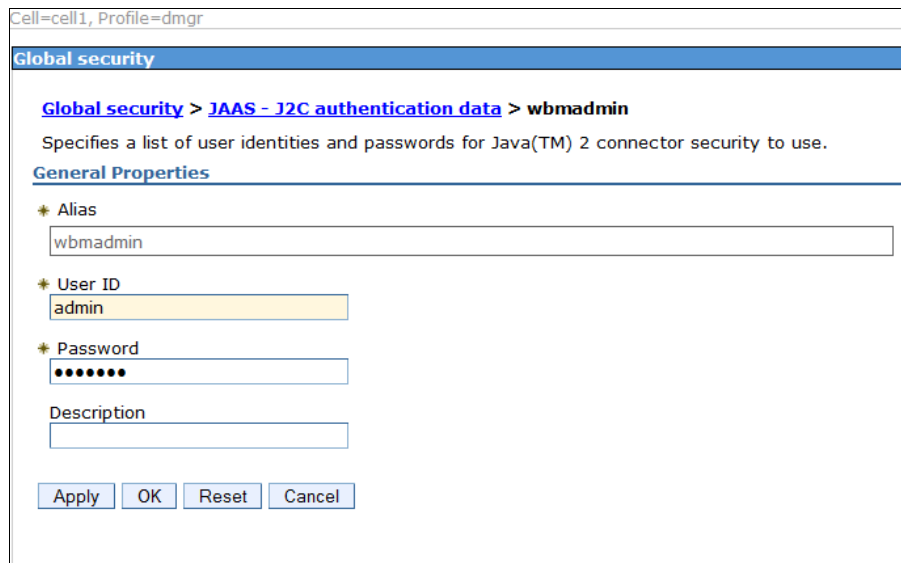 Cell=cell1, Profile=dmgr
Global security
Global security > JAAS - J2C authentication data > wbmadmin
Specifies a list of user identities and passwords for Java(TM) 2 connector security to use.
General Properties
Alias
wbmadmin
User ID
admin
Password
•••••••
Description
Apply OK Reset Cancel